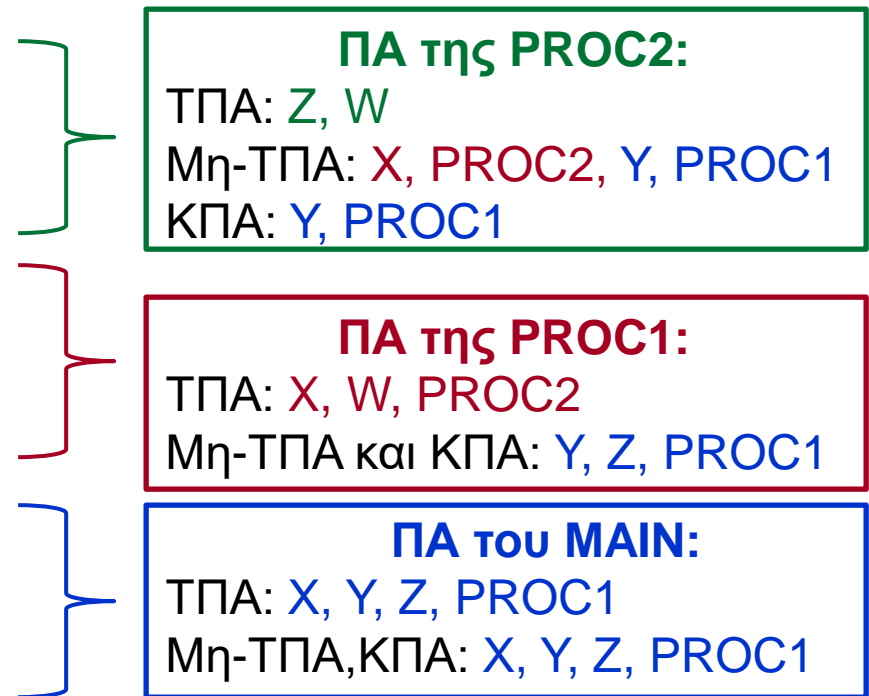 ΠΑ της PROC2:
ΤΠΑ: Z, W
Μη-ΤΠΑ: X, PROC2, Y, PROC1
ΚΠΑ: Y, PROC1
ΠΑ της PROC1:
ΤΠΑ: X, W, PROC2
Μη-ΤΠΑ και ΚΠΑ: Y, Z, PROC1
ΠΑ του MAIN:
ΤΠΑ: X, Y, Z, PROC1
Μη-ΤΠΑ,ΚΠΑ: X, Y, Z, PROC1